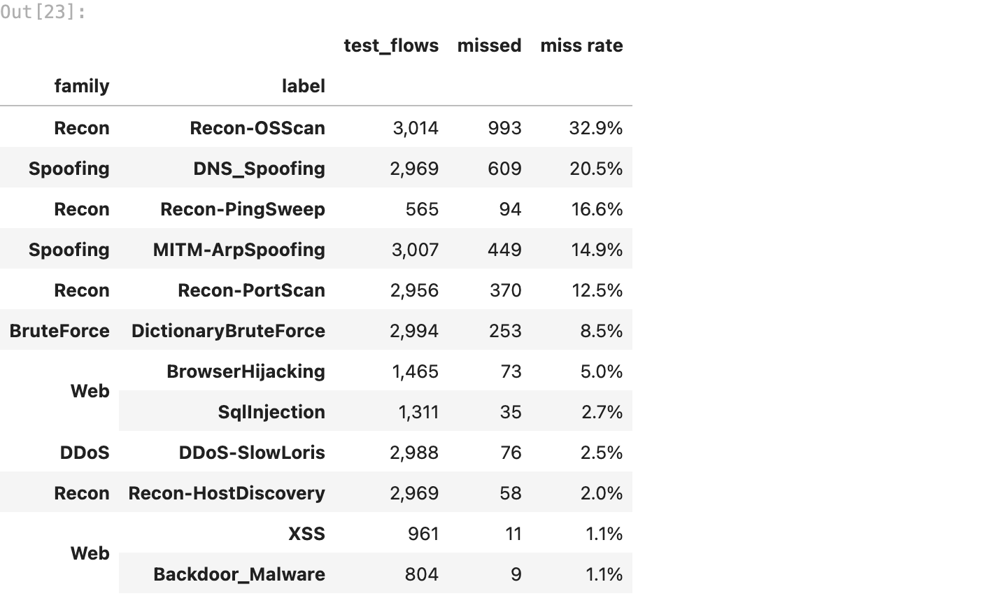 Out[23]:
test_flows missed miss rate
family label
Recon Recon-OSScan 3,014 993 32.9%
Spoofing DNS_Spoofing 2,969 609 20.5%
Recon Recon-PingSweep 565 94 16.6%
Spoofing MITM-ArpSpoofing 3,007 449 14.9%
Recon Recon-PortScan 2,956 370 12.5%
BruteForce DictionaryBruteForce 2,994 253 8.5%
Web BrowserHijacking 1,465 73 5.0%
SqlInjection 1,311 35 2.7%
DDoS DDoS-SlowLoris 2,988 76 2.5%
Recon Recon-HostDiscovery 2,969 58 2.0%
Web XSS 961 11 1.1%
Backdoor_Malware 804 9 1.1%